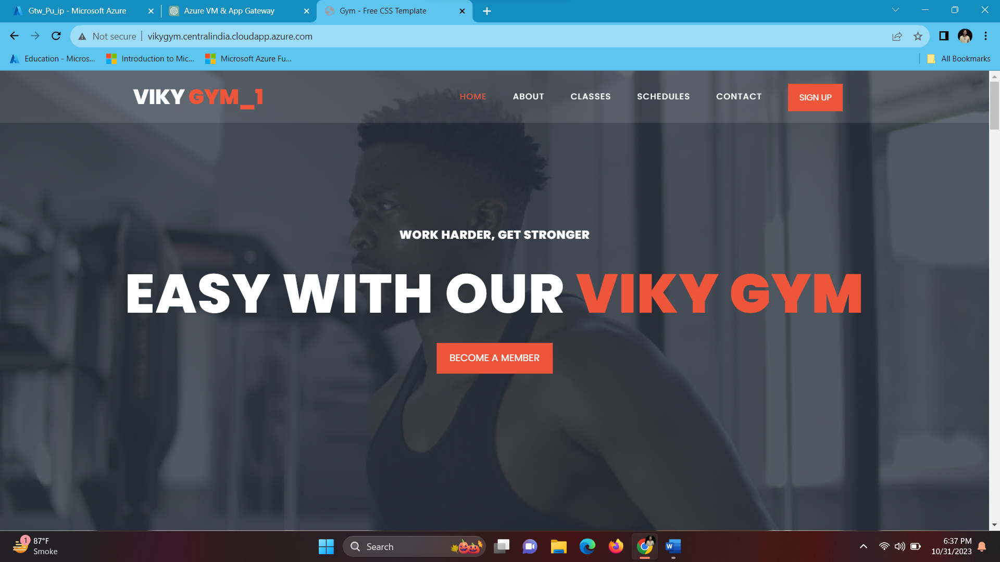 Gtw_Pu_ip - Microsoft Azure
Azure VM & App Gateway
Gym - Free CSS Template
Not secure
vikygym.centralindia.cloudapp.azure.com
Education - Micros...
Introduction to Mic...
Microsoft Azure Fu...
All Bookmarks
VIKY GYM_1
HOME
ABOUT
CLASSES
SCHEDULES
CONTACT
SIGN UP
WORK HARDER, GET STRONGER
EASY WITH OUR VIKY GYM
BECOME A MEMBER
1
87°F
Smoke
Search
W
6:37 PM
10/31/2023